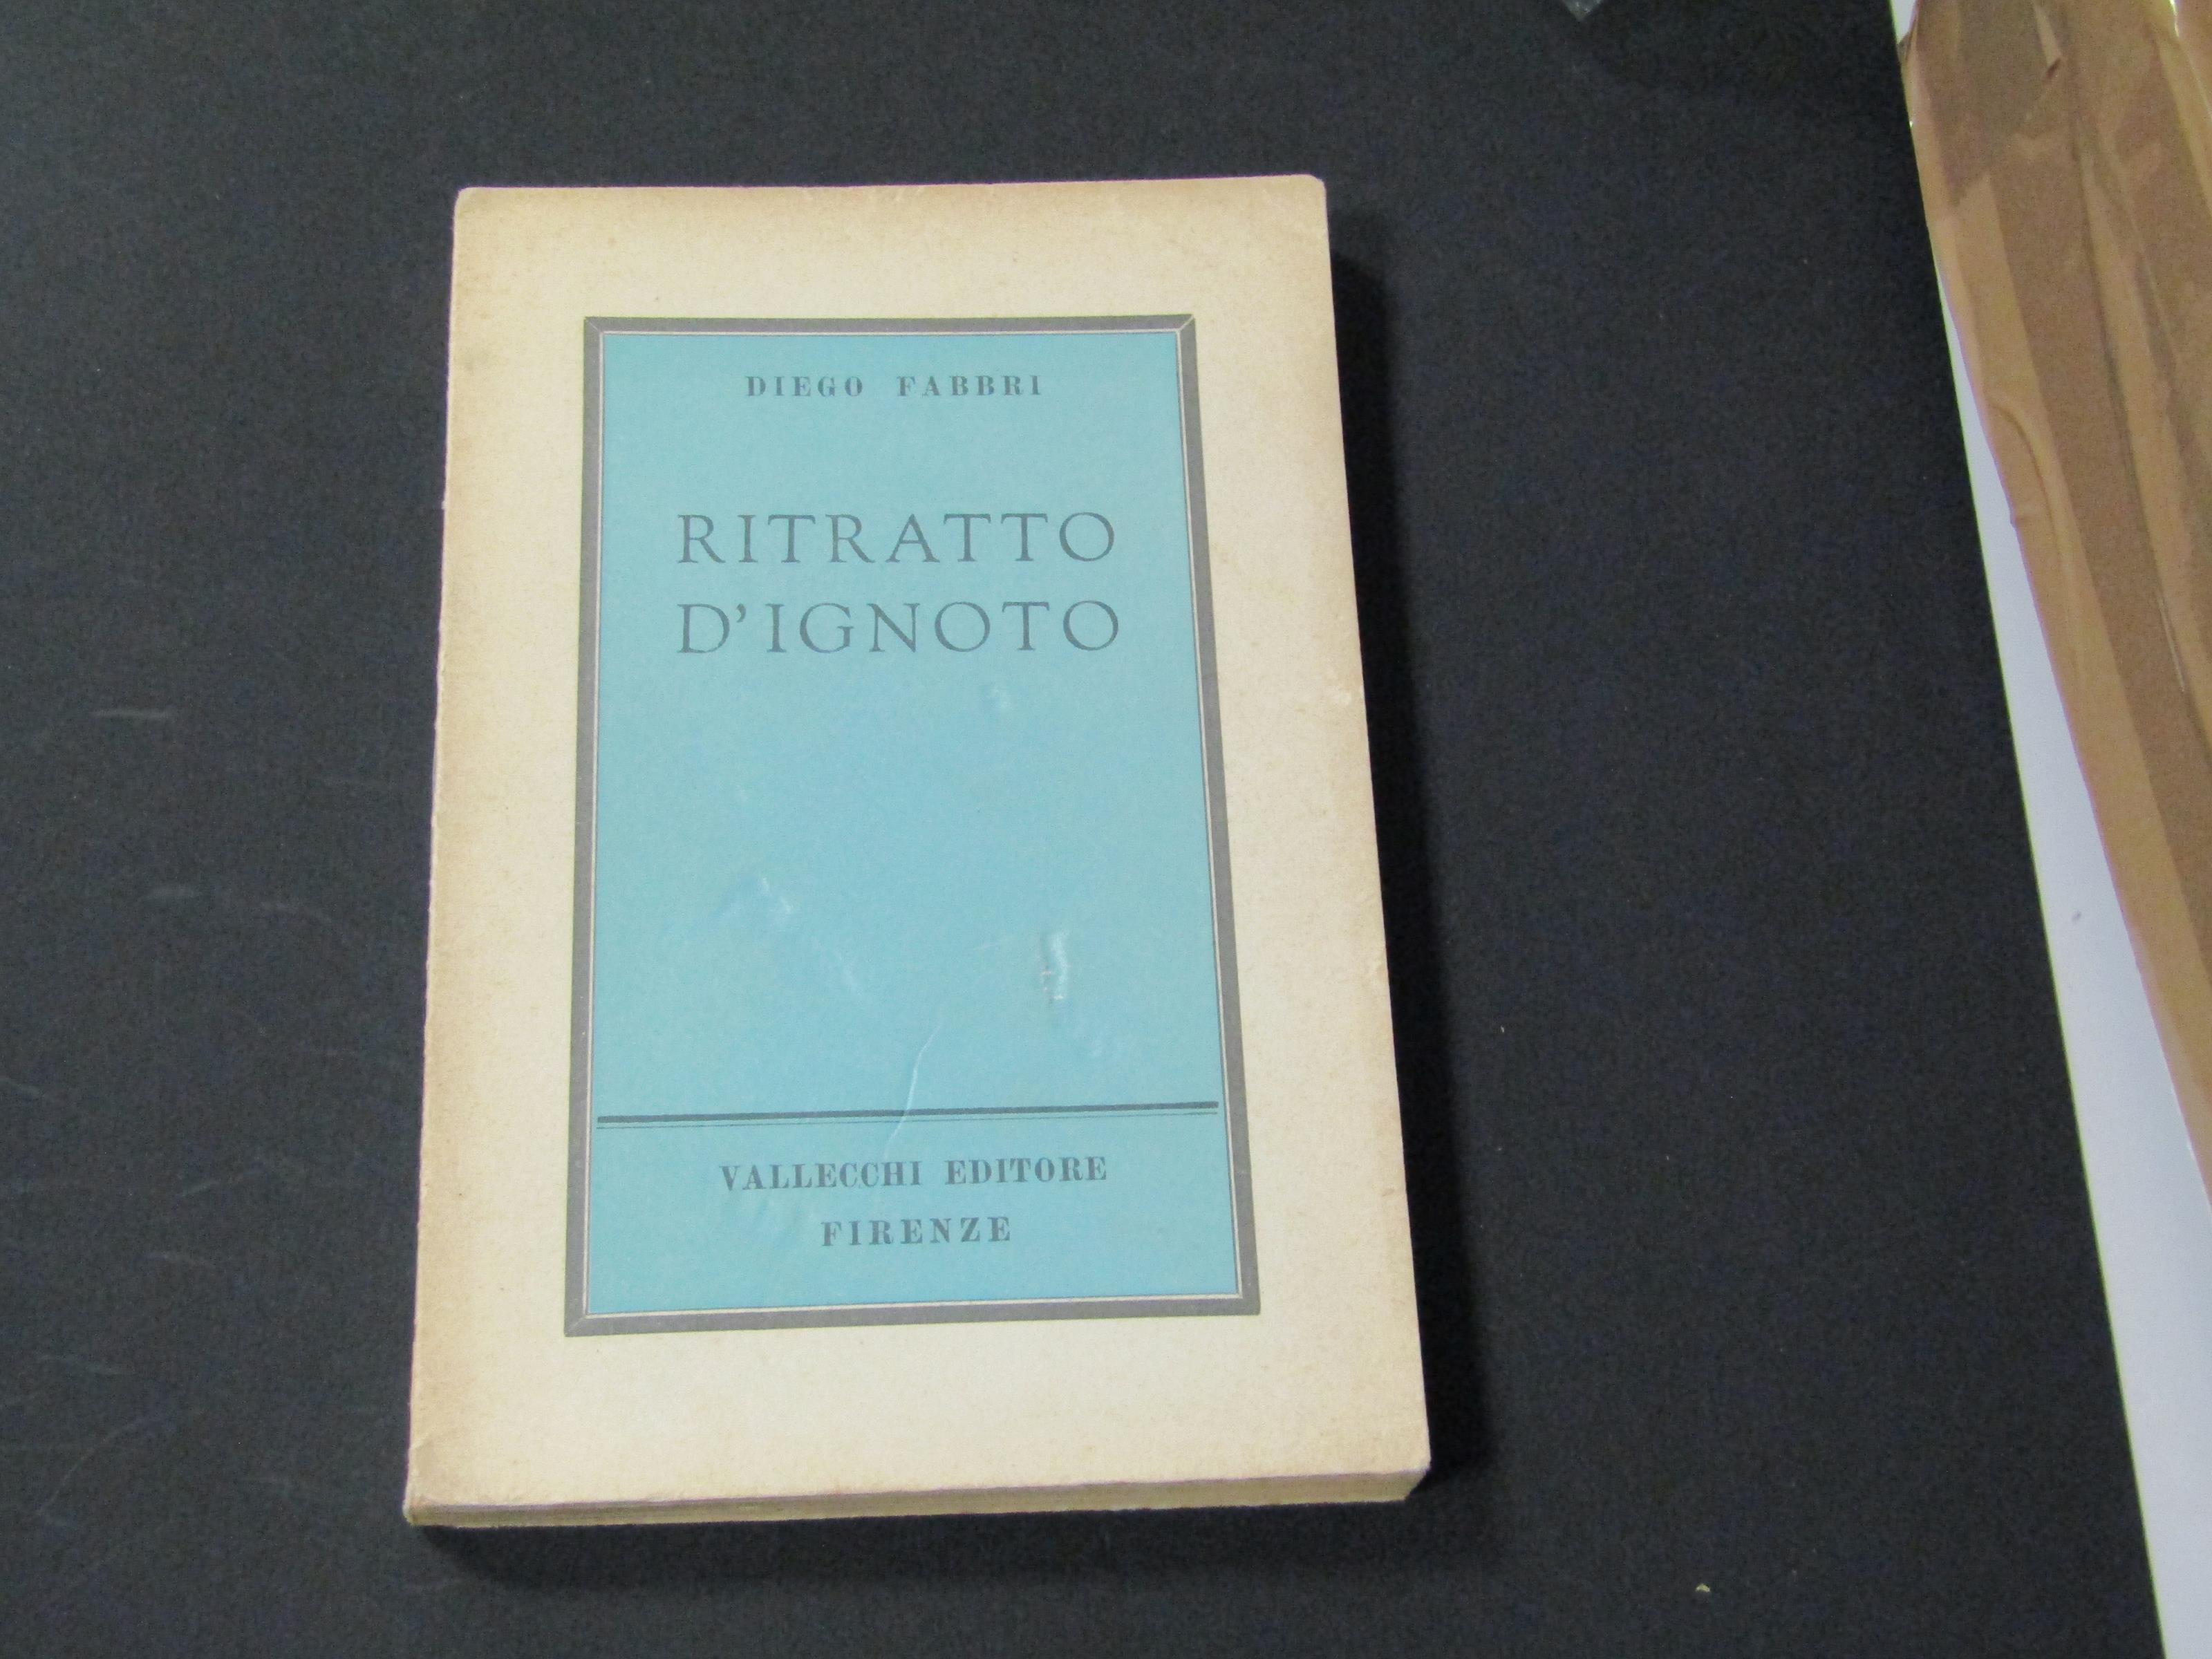 DIEGO FABBRI
RITRATTO
D'IGNOTO
VALLECCHI EDITORE
FIRENZE